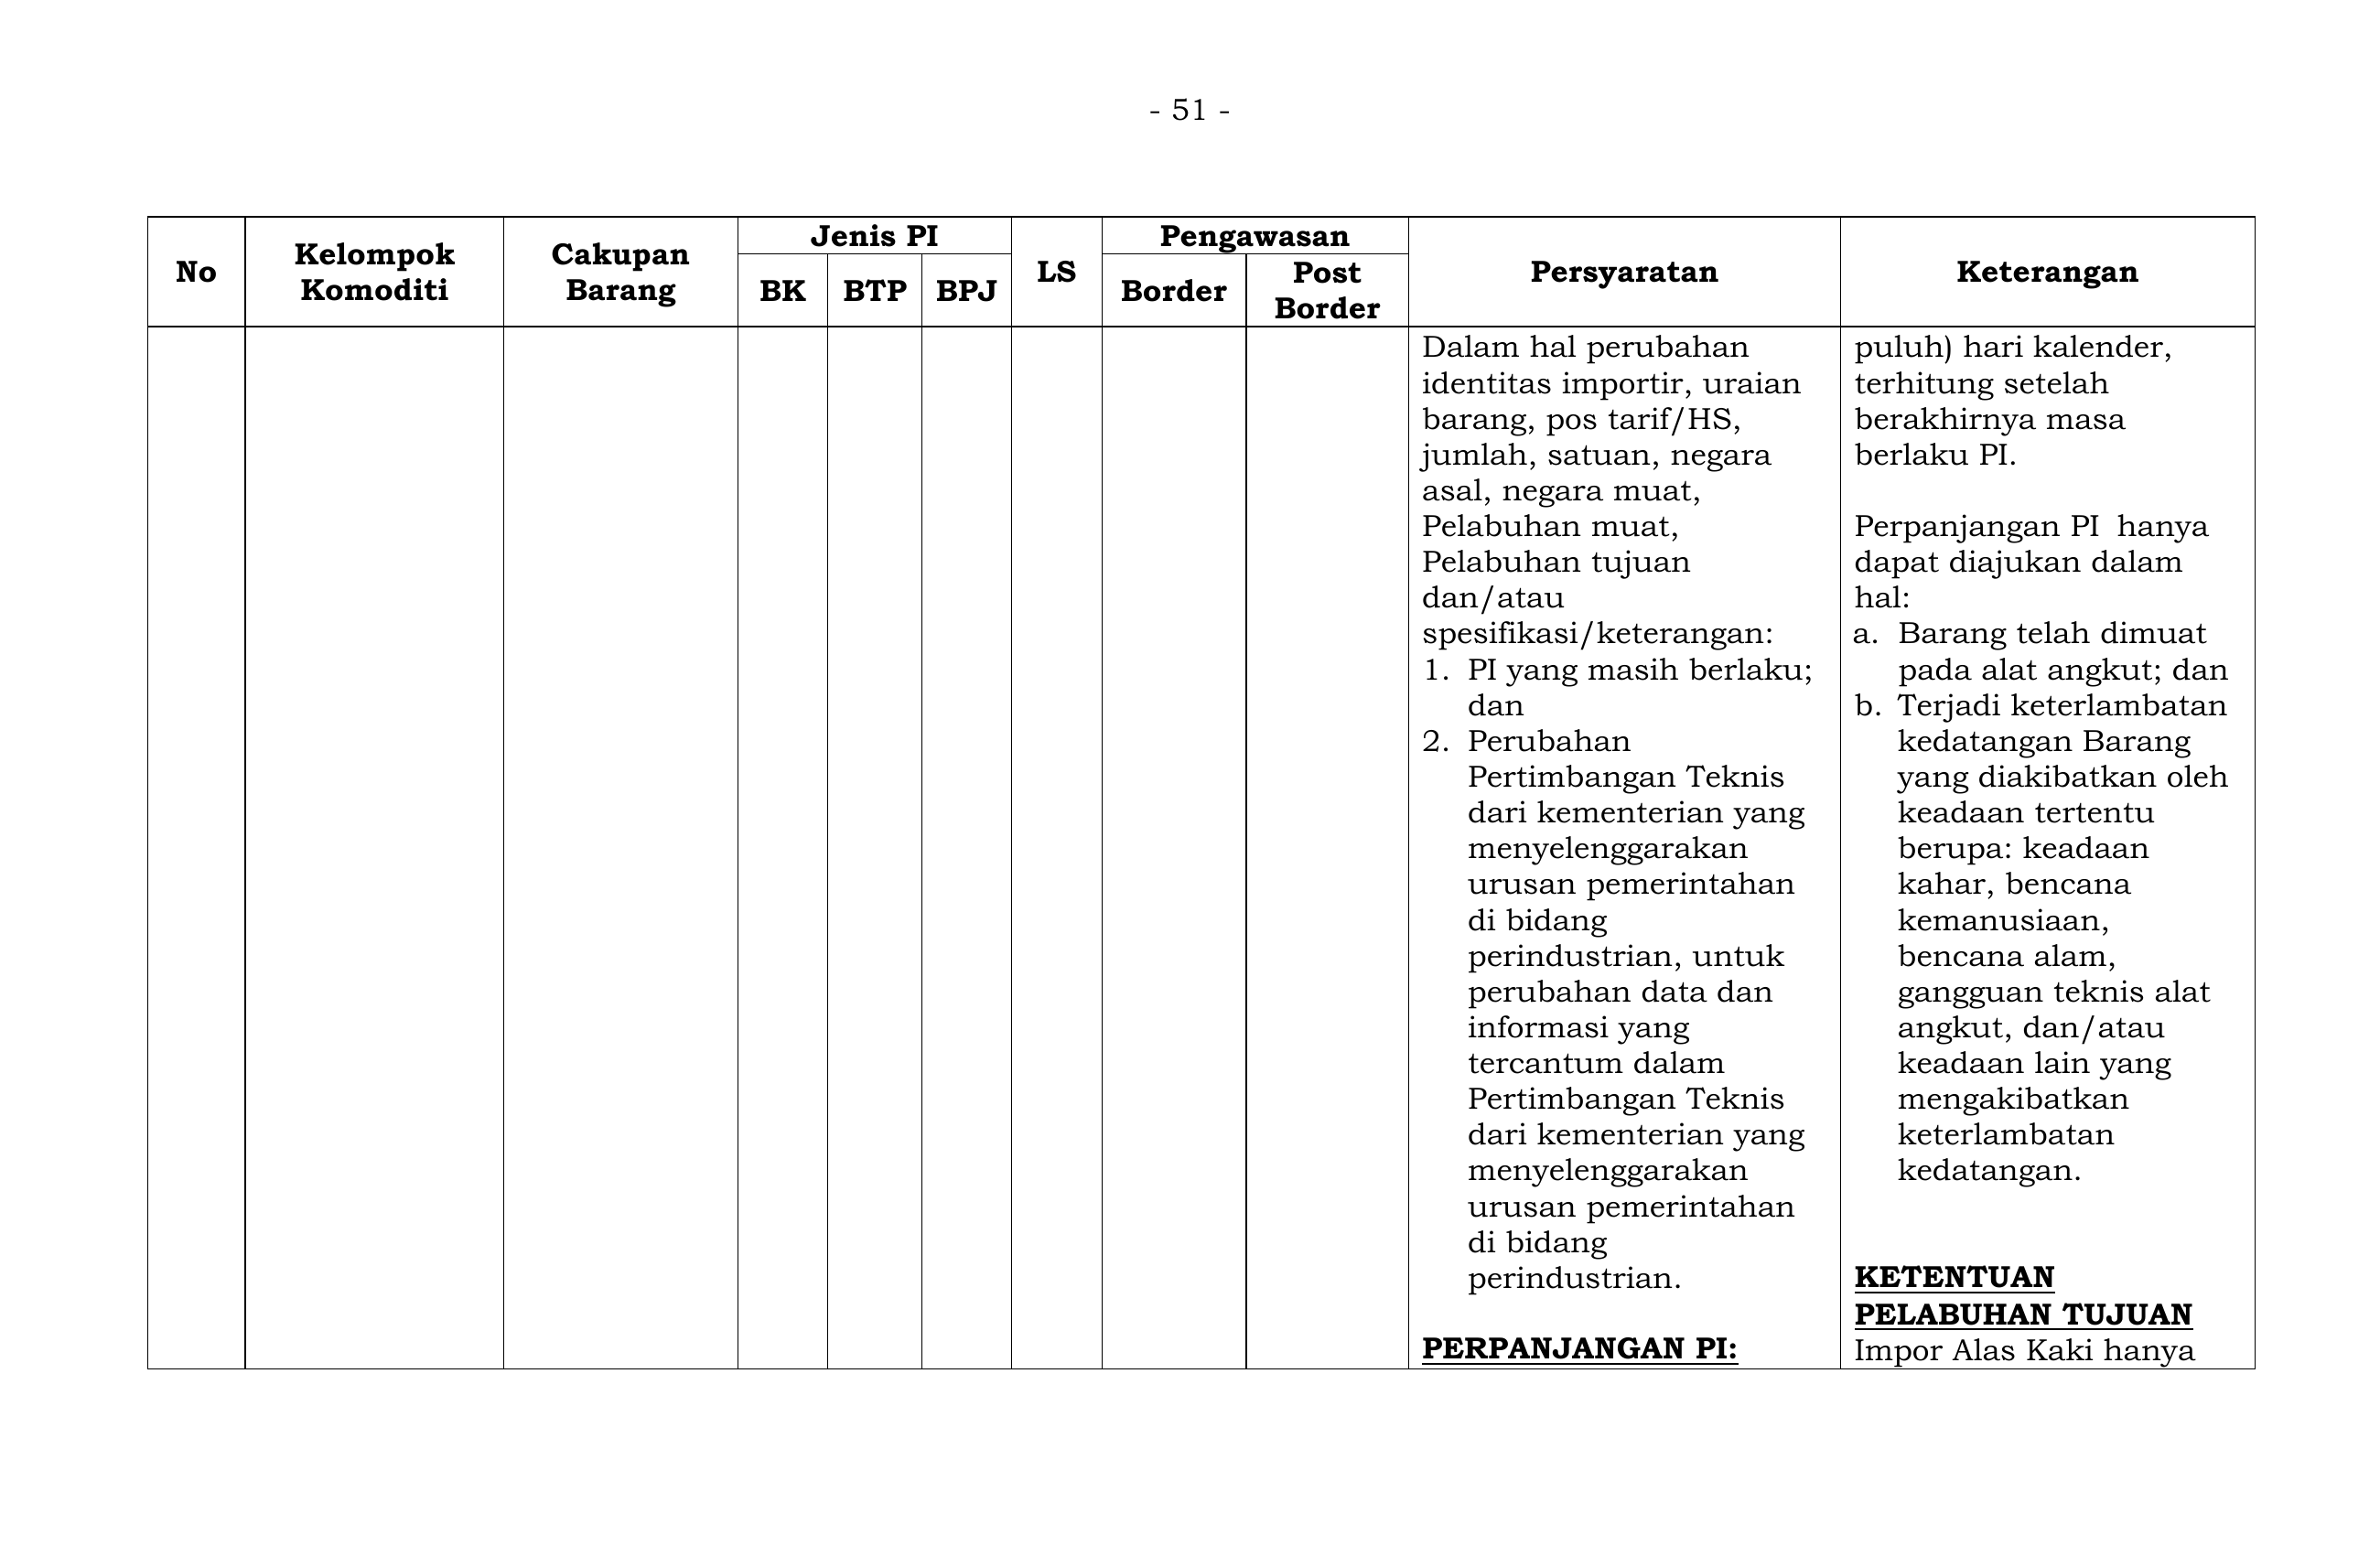 - 51 -
No
Kelompok
Komoditi
Cakupan
Barang
Jenis PI
BK
BTP
BPJ
LS
Pengawasan
Border
Post
Border
Persyaratan
Keterangan
Dalam hal perubahan
identitas importir, uraian
barang, pos tarif/HS,
jumlah, satuan, negara
asal, negara muat,
Pelabuhan muat,
Pelabuhan tujuan
dan/atau
spesifikasi/keterangan:
1. PI yang masih berlaku;
dan
2. Perubahan
Pertimbangan Teknis
dari kementerian yang
menyelenggarakan
urusan pemerintahan
di bidang
perindustrian, untuk
perubahan data dan
informasi yang
tercantum dalam
Pertimbangan Teknis
dari kementerian yang
menyelenggarakan
urusan pemerintahan
di bidang
perindustrian.
PERPANJANGAN PI:
puluh) hari kalender,
terhitung setelah
berakhirnya masa
berlaku PI.
Perpanjangan PI hanya
dapat diajukan dalam
hal:
a. Barang telah dimuat
pada alat angkut; dan
b. Terjadi keterlambatan
kedatangan Barang
yang diakibatkan oleh
keadaan tertentu
berupa: keadaan
kahar, bencana
kemanusiaan,
bencana alam,
gangguan teknis alat
angkut, dan/atau
keadaan lain yang
mengakibatkan
keterlambatan
kedatangan.
KETENTUAN
PELABUHAN TUJUAN
Impor Alas Kaki hanya